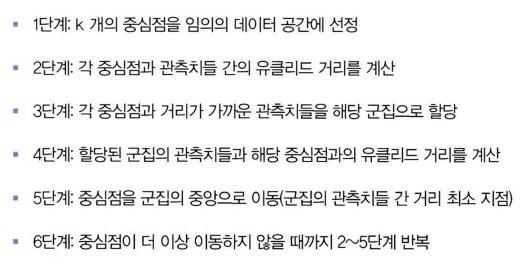 ▪ 1단계: k 개의 중심점을 임의의 데이터 공간에 선정
▪ 2단계: 각 중심점과 관측치들 간의 유클리드 거리를 계산
▪ 3단계: 각 중심점과 거리가 가까운 관측치들을 해당 군집으로 할당
▪ 4단계: 할당된 군집의 관측치들과 해당 중심점과의 유클리드 거리를 계산
▪ 5단계: 중심점을 군집의 중앙으로 이동(군집의 관측치들 간 거리 최소 지점)
▪ 6단계: 중심점이 더 이상 이동하지 않을 때까지 2~5단계 반복